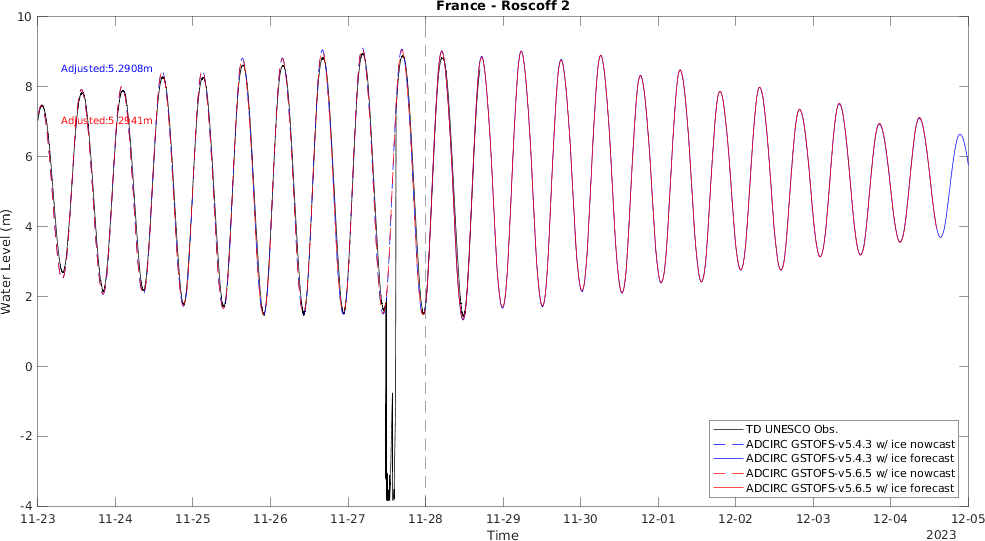 France - Roscoff 2
10
8
6
4
2
0
-2
-4
Water Level (m)
Adjusted:5.2908m
Adjusted:5.2941m
TD UNESCO Obs.
ADCIRC GSTOFS-v5.4.3 w/ ice nowcast
ADCIRC GSTOFS-v5.4.3 w/ ice forecast
ADCIRC GSTOFS-v5.6.5 w/ ice nowcast
ADCIRC GSTOFS-v5.6.5 w/ ice forecast
11-23 11-24 11-25 11-26 11-27 11-28 11-29 11-30 12-01 12-02 12-03 12-04 12-05
Time
2023